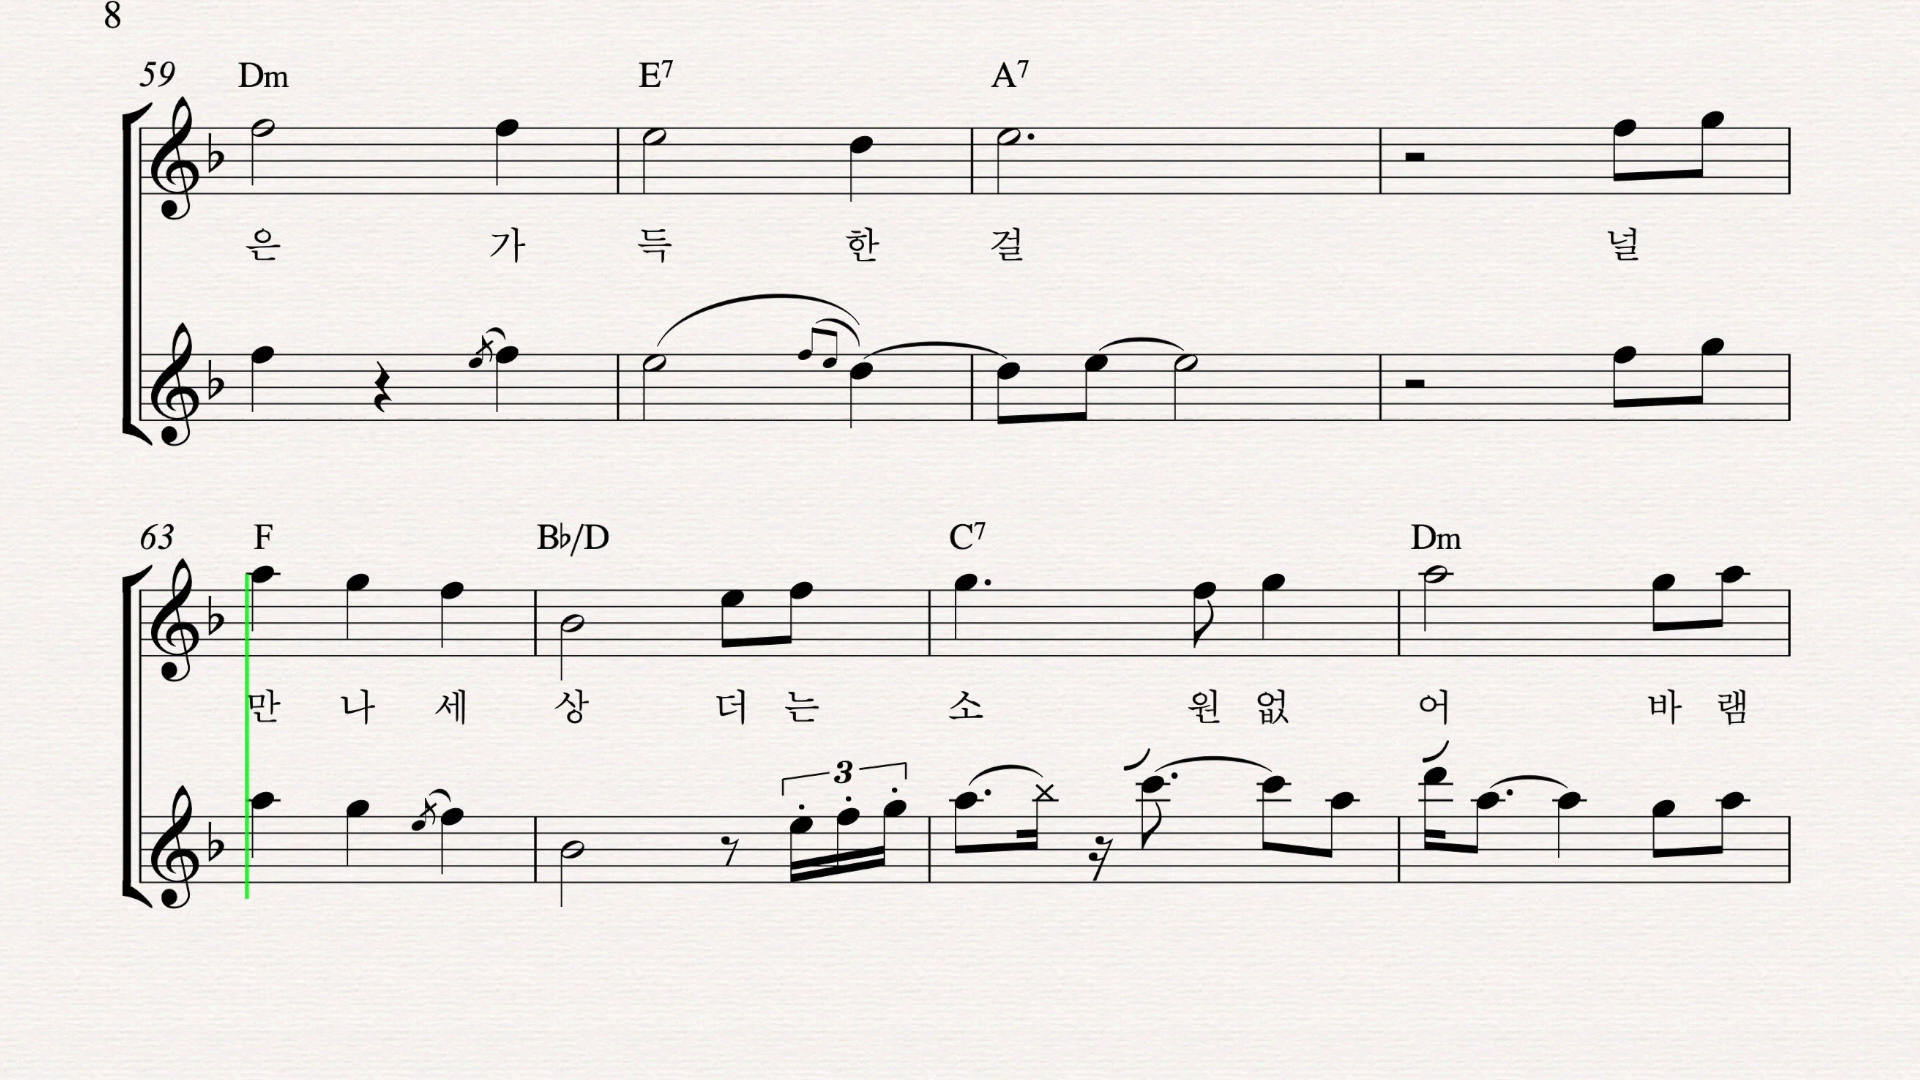 8
59 Dm E7 A7
은 가 득 한 걸 널
63 F B♭/D C7 Dm
만 나 세 상 더 는 소 원 없 어 바 램
3